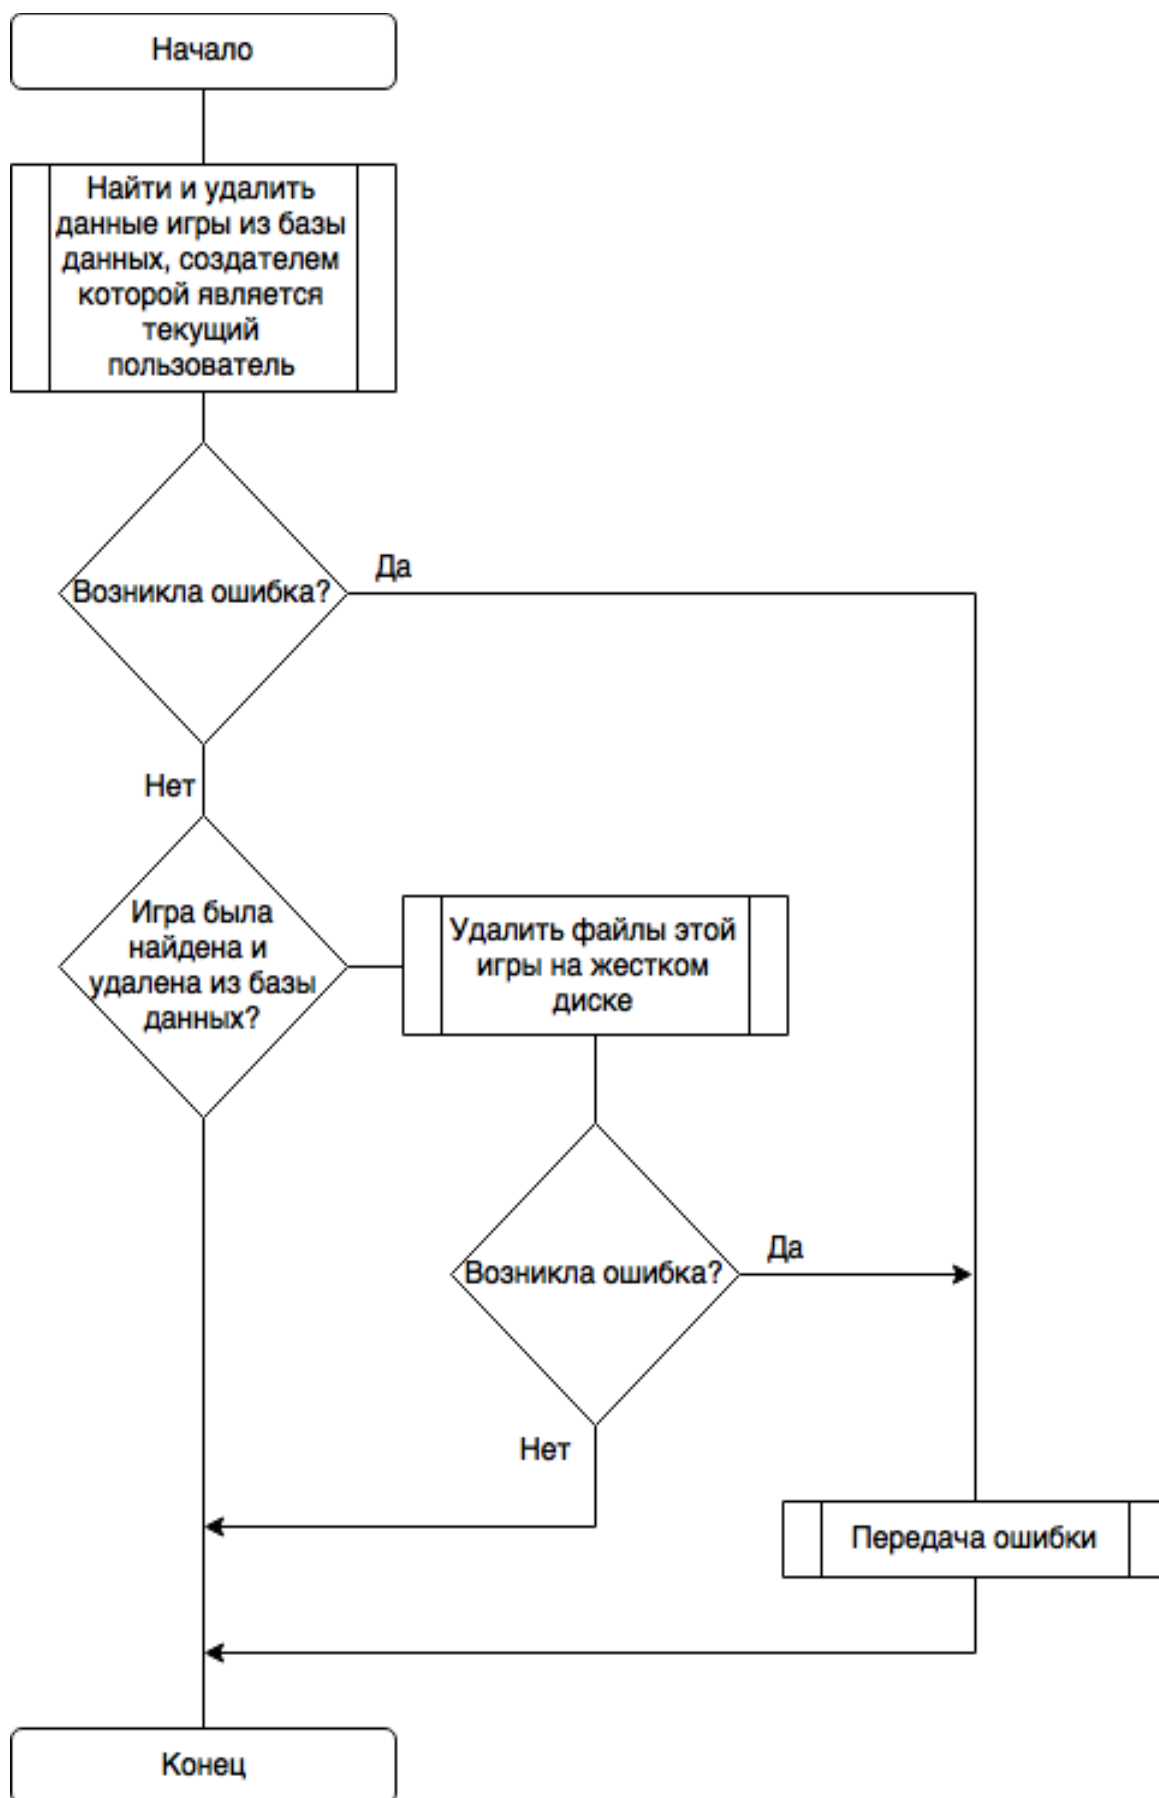 Начало
Найти и удалить
данные игры из базы
данных, создателем
которой является
текущий
пользователь
Возникла ошибка?
Да
Нет
Игра была
найдена и
удалена из базы
данных?
Удалить файлы этой
игры на жестком
диске
Возникла ошибка?
Да
Нет
Передача ошибки
Конец